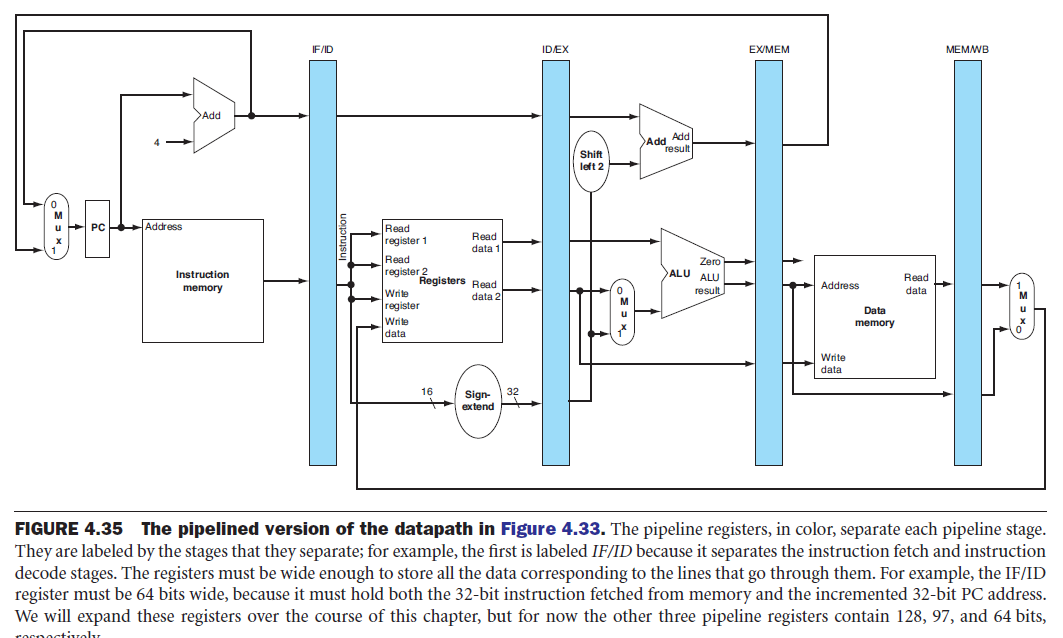 IF/ID
ID/EX
EX/MEM
MEM/WB
Add
4
Shift
left 2
Add
Add
result
0
M
u
x
1
PC
Address
Instruction
memory
Instruction
Read
register 1
Read
register 2
Write
register
Write
data
Registers
Read
data 1
Read
data 2
16
Sign-
extend
32
0
M
u
x
1
Zero
ALU
ALU
result
Address
Read
data
Data
memory
Write
data
1
M
u
x
0
FIGURE 4.35 The pipelined version of the datapath in Figure 4.33. The pipeline registers, in color, separate each pipeline stage.
They are labeled by the stages that they separate; for example, the first is labeled IF/ID because it separates the instruction fetch and instruction
decode stages. The registers must be wide enough to store all the data corresponding to the lines that go through them. For example, the IF/ID
register must be 64 bits wide, because it must hold both the 32-bit instruction fetched from memory and the incremented 32-bit PC address.
We will expand these registers over the course of this chapter, but for now the other three pipeline registers contain 128, 97, and 64 bits,
respectively.